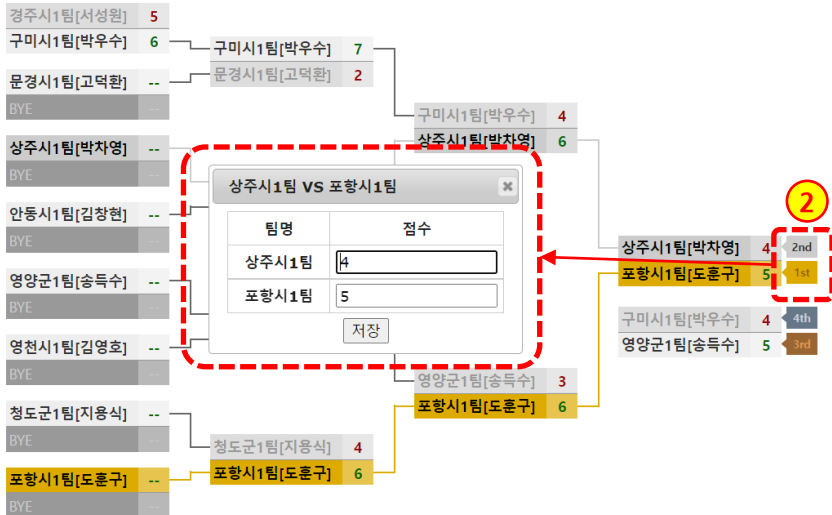 경주시1팀[서성원] 5
구미시1팀[박우수] 6
문경시1팀[고덕환] --
BYE --
상주시1팀[박차영] --
BYE
안동시1팀[김창현] --
BYE
영양군1팀[송득수] --
BYE
영천시1팀[김영호] --
BYE
청도군1팀[지용식] --
BYE --
포항시1팀[도훈구] --
BYE --
구미시1팀[박우수] 7
문경시1팀[고덕환] 2
청도군1팀[지용식] 4
포항시1팀[도훈구] 6
구미시1팀[박우수] 4
상주시1팀[박차영] 6
영양군1팀[송득수] 3
포항시1팀[도훈구] 6
상주시1팀 VS 포항시1팀
팀명 점수
상주시1팀 4
포항시1팀 5
저장
2
상주시1팀[박차영] 4 2nd
포항시1팀[도훈구] 5 1st
구미시1팀[박우수] 4 4th
영양군1팀[송득수] 5 3rd